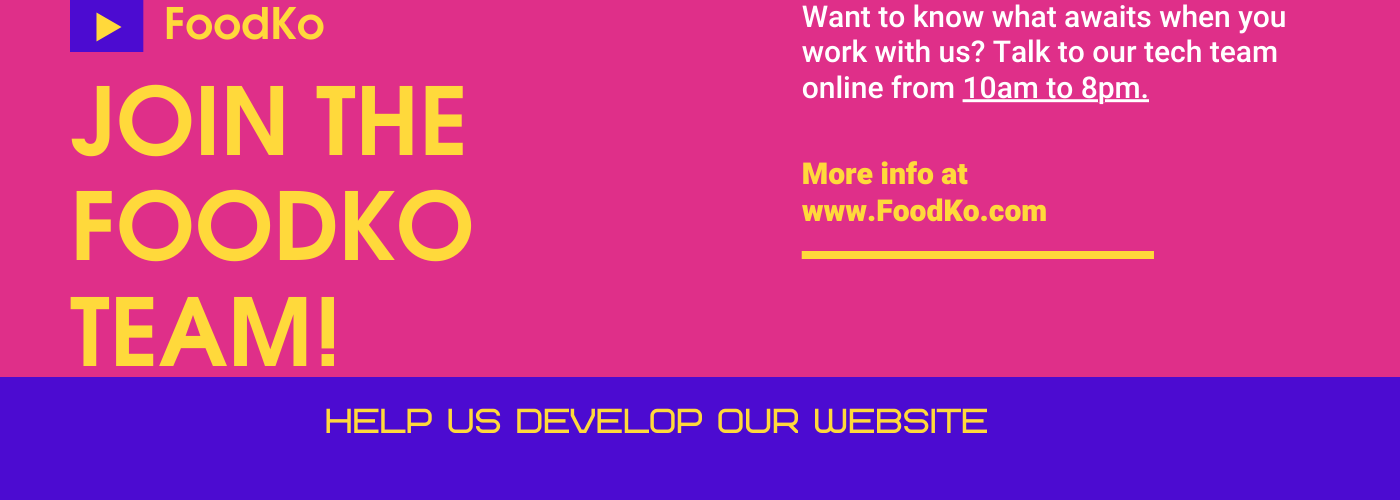 FoodKo
JOIN THE
FOODKO
TEAM!
Want to know what awaits when you
work with us? Talk to our tech team
online from 10am to 8pm.
More info at
www.FoodKo.com
HELP US DEVELOP OUR WEBSITE